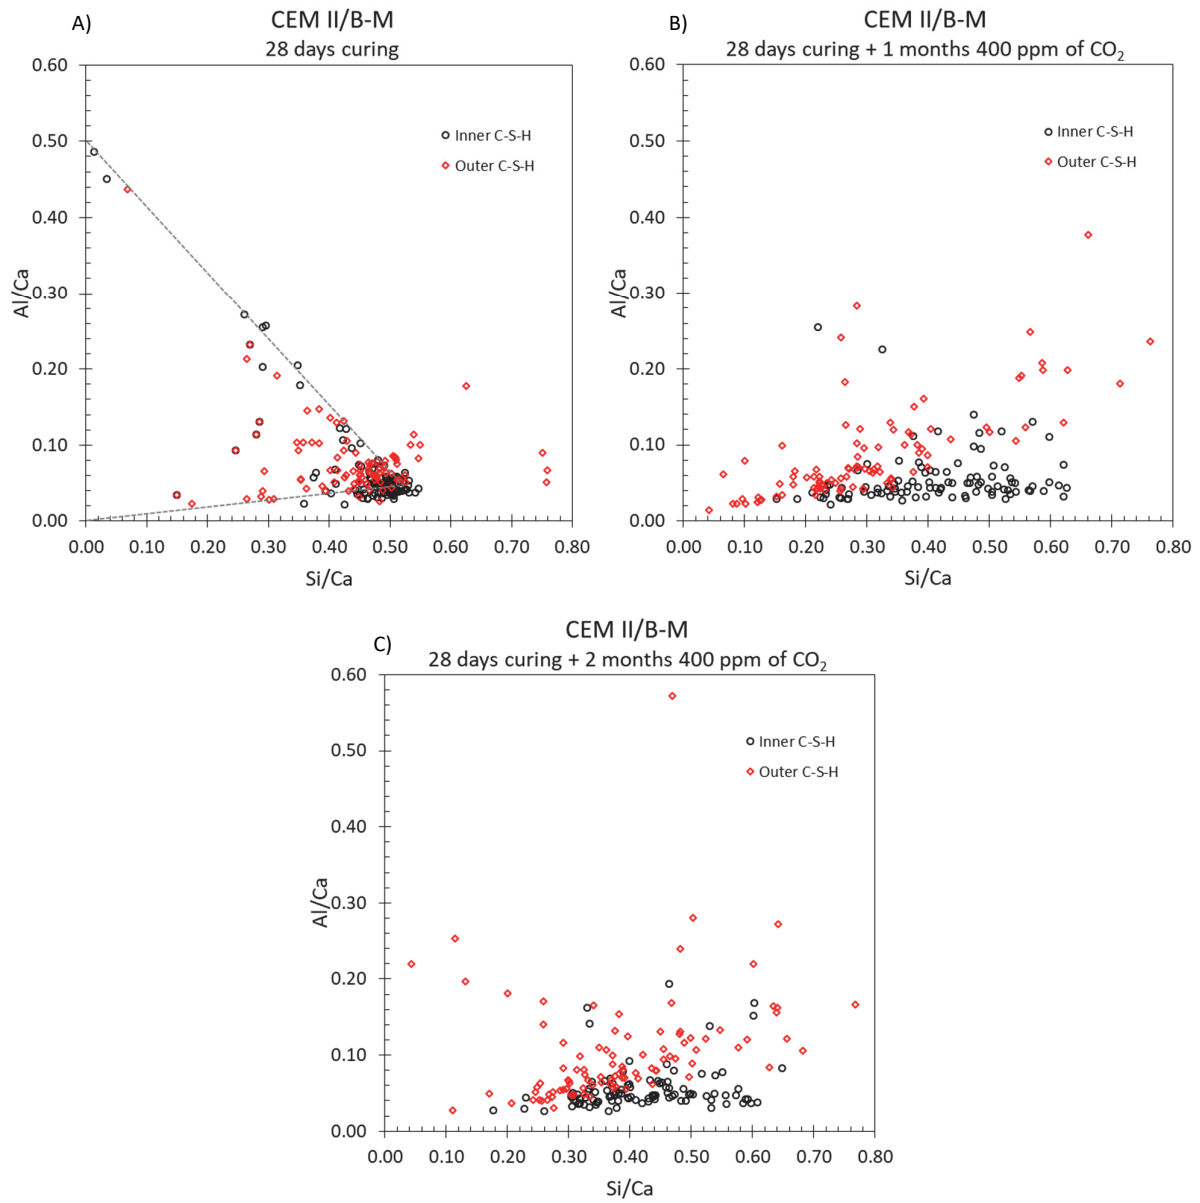 A)
CEM II/B-M
28 days curing
0.60
0.50
0.40
0.30
0.20
0.10
0.00
Al/Ca
Inner C-S-H
Outer C-S-H
0.00 0.10 0.20 0.30 0.40 0.50 0.60 0.70 0.80
Si/Ca
B)
CEM II/B-M
28 days curing + 1 months 400 ppm of CO₂
0.60
0.50
0.40
0.30
0.20
0.10
0.00
Al/Ca
Inner C-S-H
Outer C-S-H
0.00 0.10 0.20 0.30 0.40 0.50 0.60 0.70 0.80
Si/Ca
C)
CEM II/B-M
28 days curing + 2 months 400 ppm of CO₂
0.60
0.50
0.40
0.30
0.20
0.10
0.00
Al/Ca
Inner C-S-H
Outer C-S-H
0.00 0.10 0.20 0.30 0.40 0.50 0.60 0.70 0.80
Si/Ca